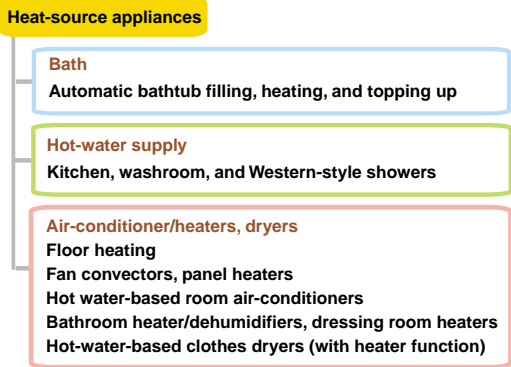 Heat-source appliances
Bath
Automatic bathtub filling, heating, and topping up
Hot-water supply
Kitchen, washroom, and Western-style showers
Air-conditioner/heaters, dryers
Floor heating
Fan convectors, panel heaters
Hot water-based room air-conditioners
Bathroom heater/dehumidifiers, dressing room heaters
Hot-water-based clothes dryers (with heater function)